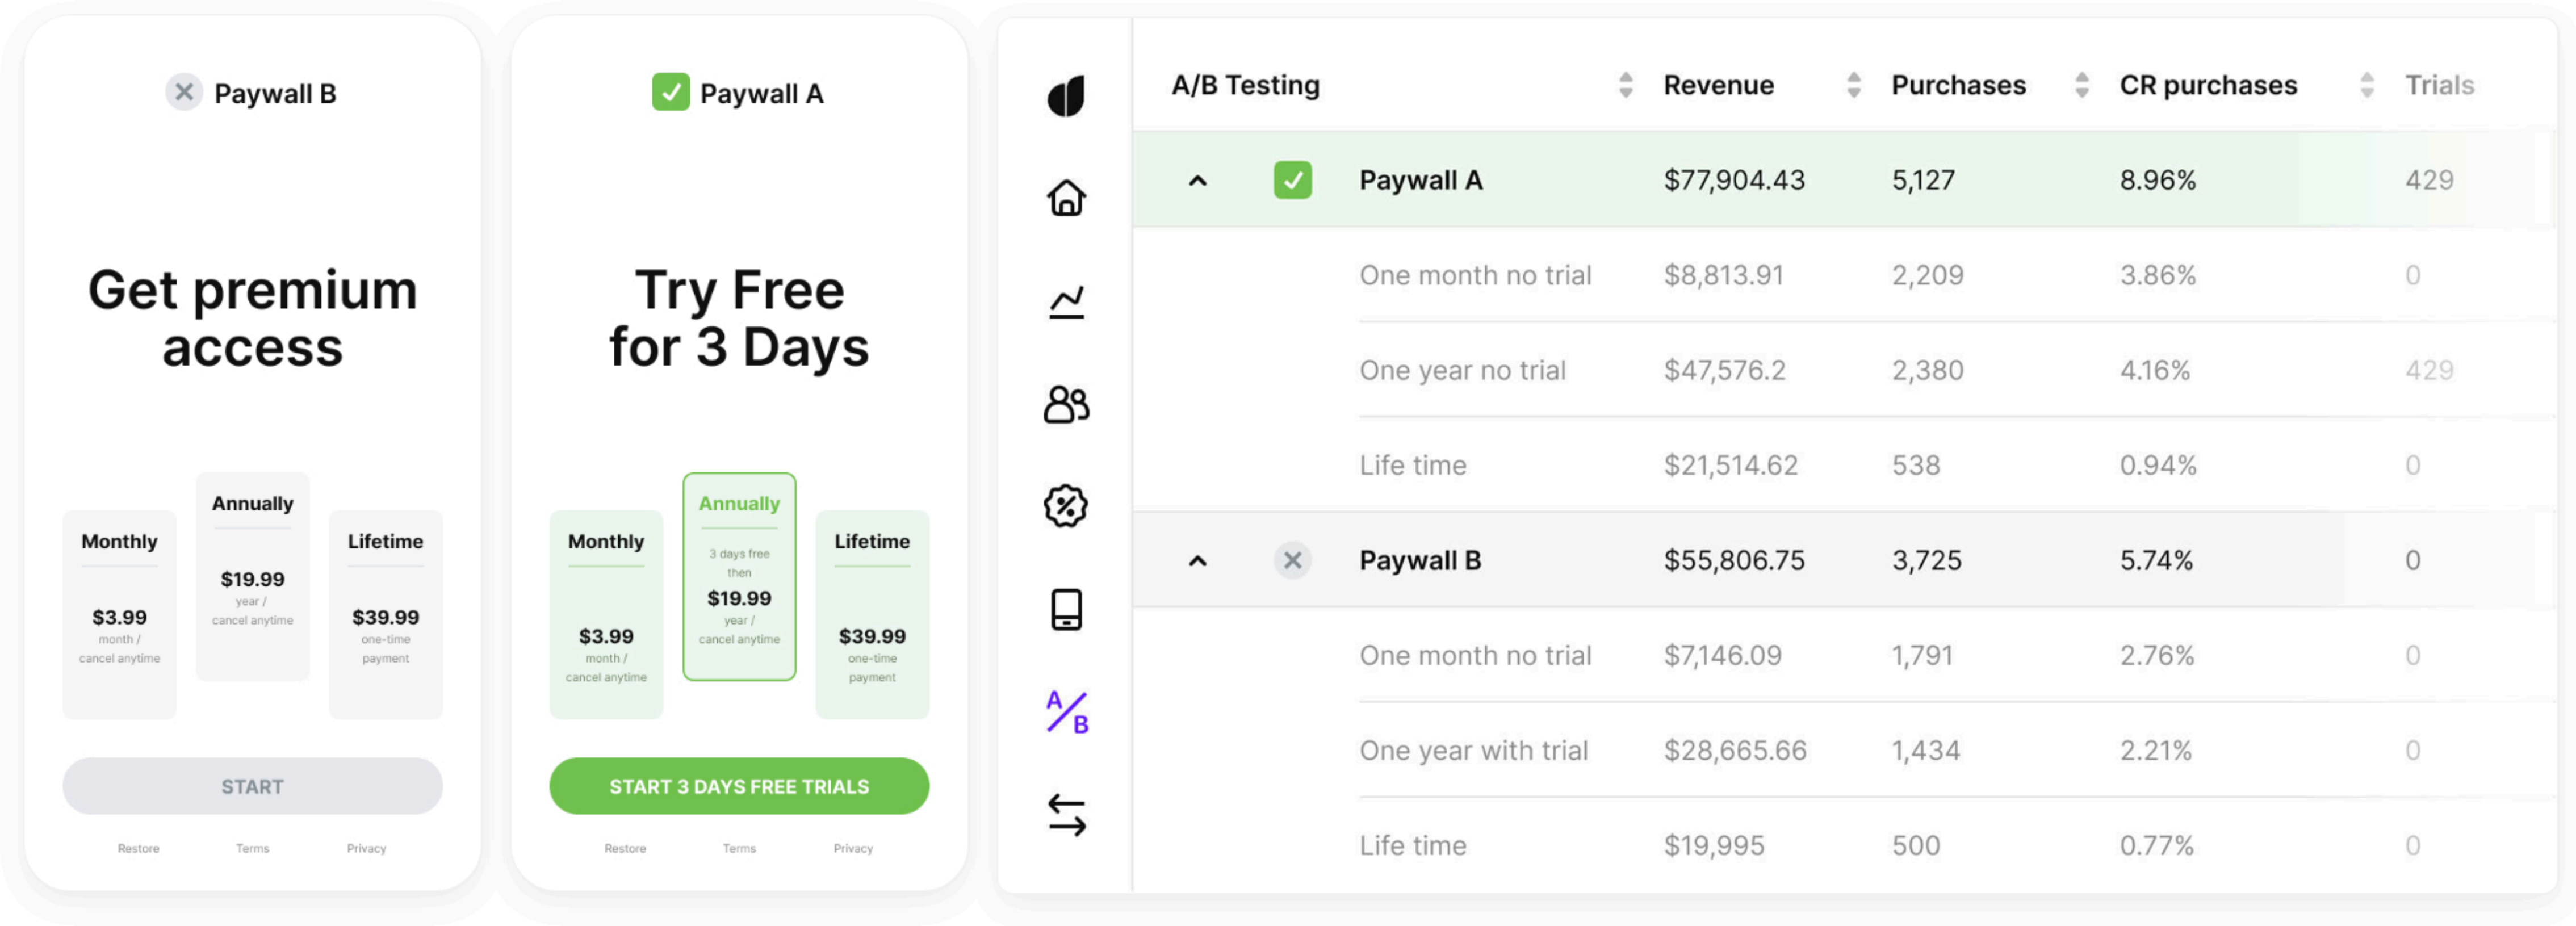 Paywall B
Get premium
access
Monthly
$3.99
month /
cancel anytime
Annually
$19.99
year /
cancel anytime
Lifetime
$39.99
one-time
payment
START
Restore Terms Privacy
Paywall A
Try Free
for 3 Days
Monthly
$3.99
month /
cancel anytime
Annually
3 days free
then
$19.99
year /
cancel anytime
Lifetime
$39.99
one-time
payment
START 3 DAYS FREE TRIALS
Restore Terms Privacy
A/B
A/B Testing Revenue Purchases CR purchases Trials
Paywall A $77,904.43 5,127 8.96% 429
One month no trial $8,813.91 2,209 3.86% 0
One year no trial $47,576.2 2,380 4.16% 429
Life time $21,514.62 538 0.94% 0
Paywall B $55,806.75 3,725 5.74% 0
One month no trial $7,146.09 1,791 2.76% 0
One year with trial $28,665.66 1,434 2.21% 0
Life time $19,995 500 0.77% 0